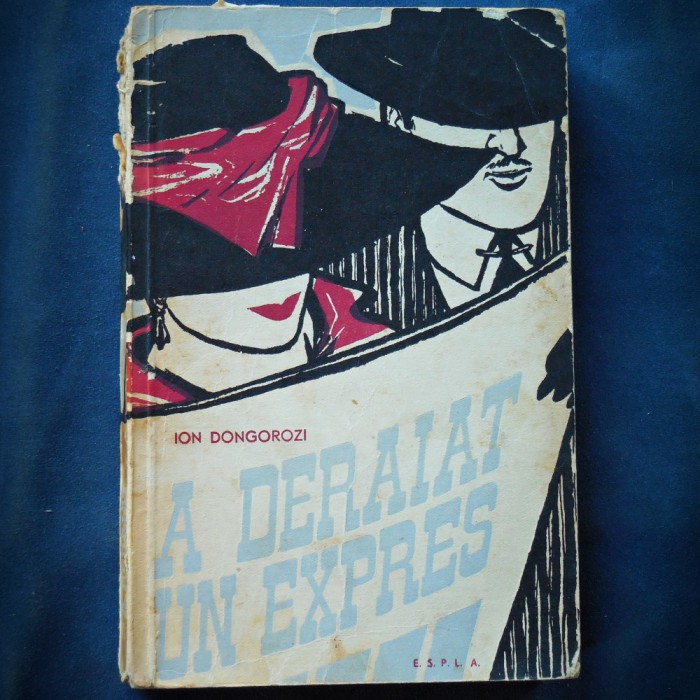 ION DONGOROZI
A DERAIAT
UN EXPRES
E. S. P. L. A.